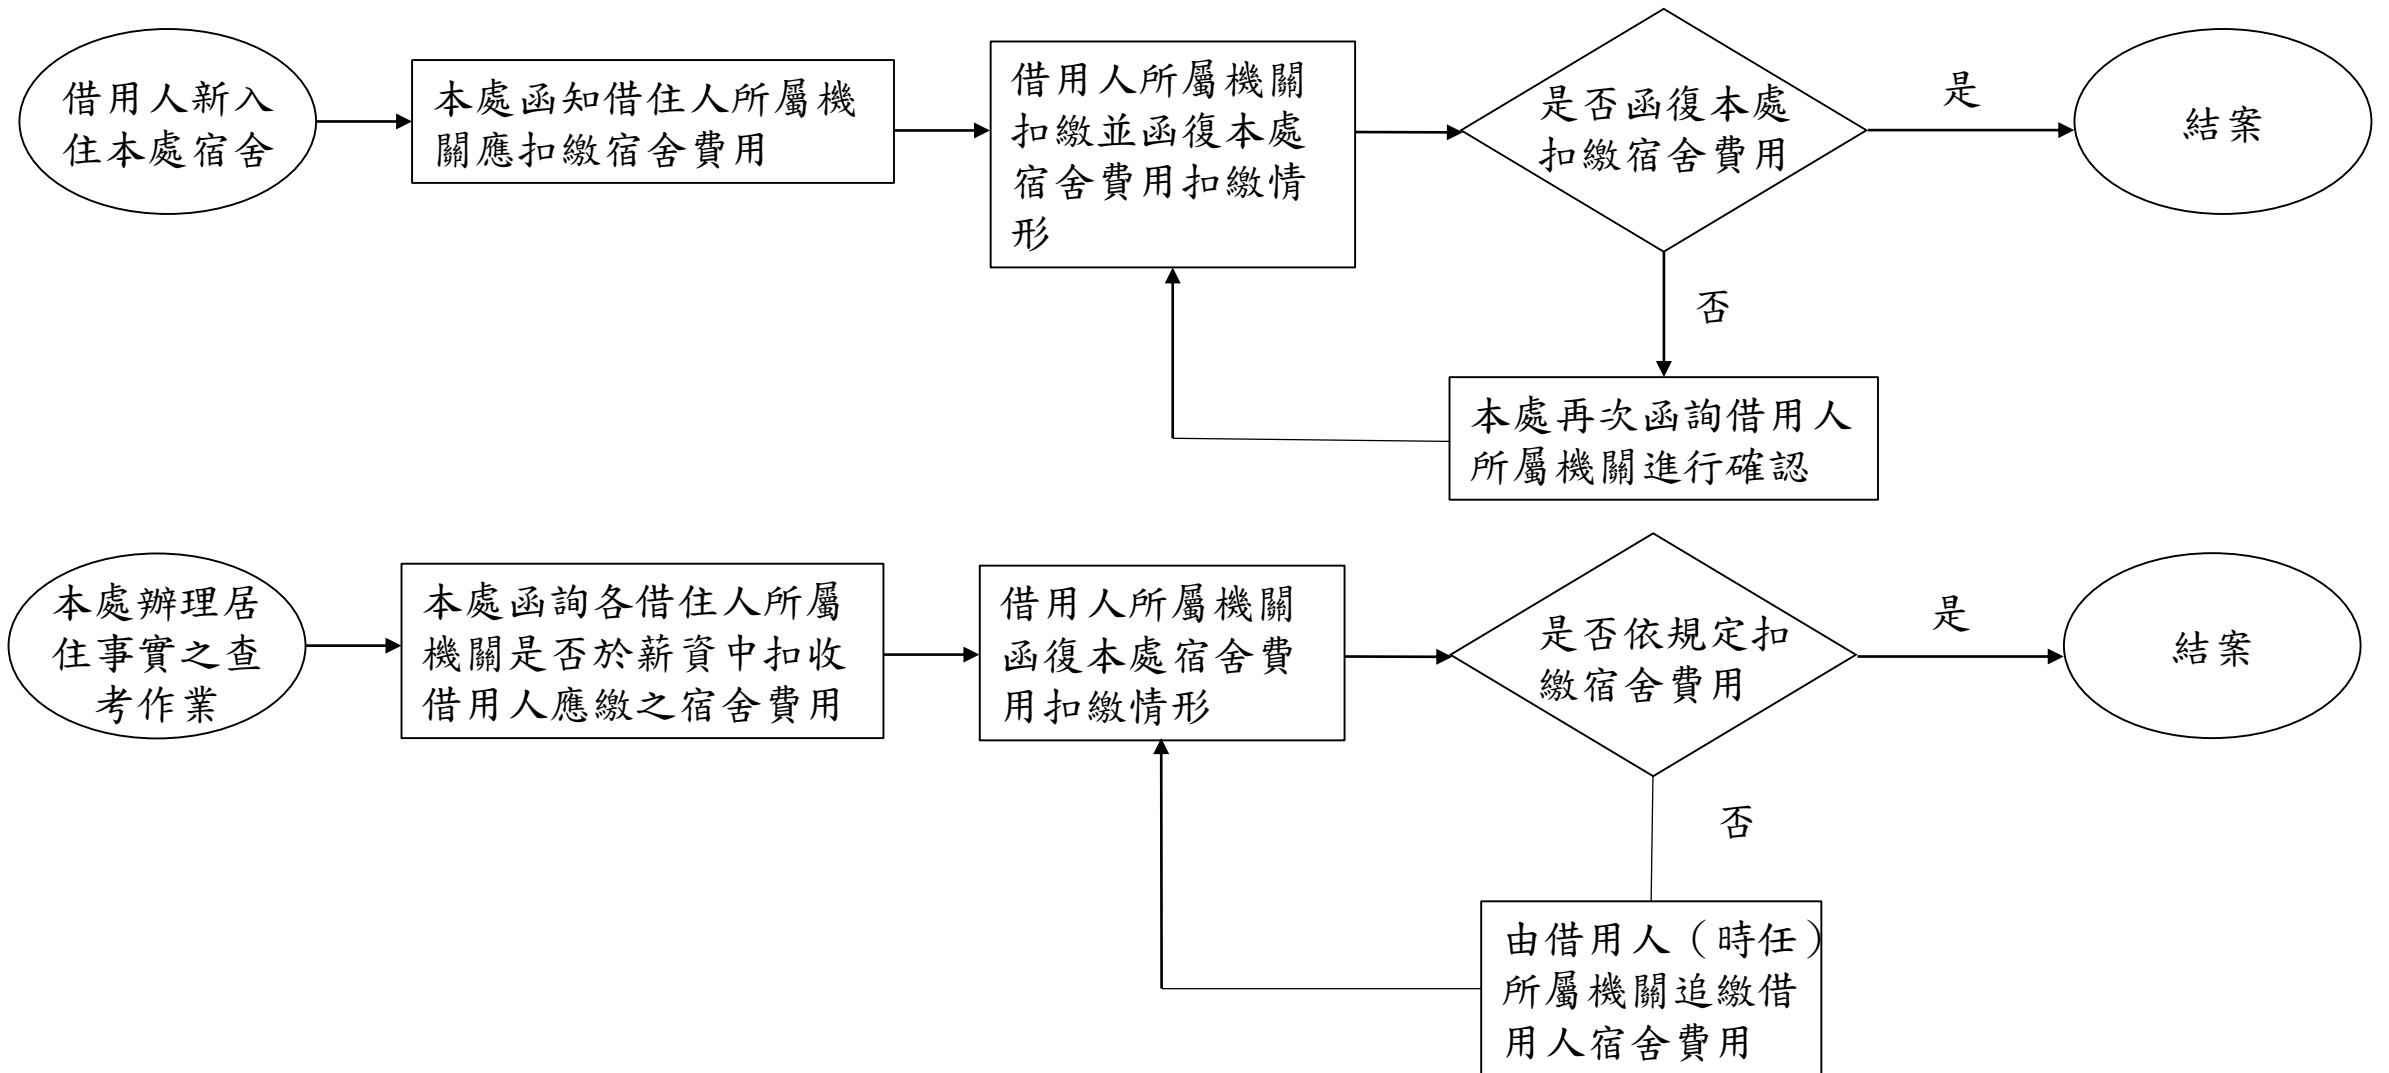 借用人新入
住本處宿舍
本處函知借住人所屬機
關應扣繳宿舍費用
借用人所屬機關
扣繳並函復本處
宿舍費用扣繳情
形
是否函復本處
扣繳宿舍費用
是
結案
否
本處再次函詢借用人
所屬機關進行確認
本處辦理居
住事實之查
考作業
本處函詢各借住人所屬
機關是否於薪資中扣收
借用人應繳之宿舍費用
借用人所屬機關
函復本處宿舍費
用扣繳情形
是否依規定扣
繳宿舍費用
是
結案
否
由借用人（時任）
所屬機關追繳借
用人宿舍費用